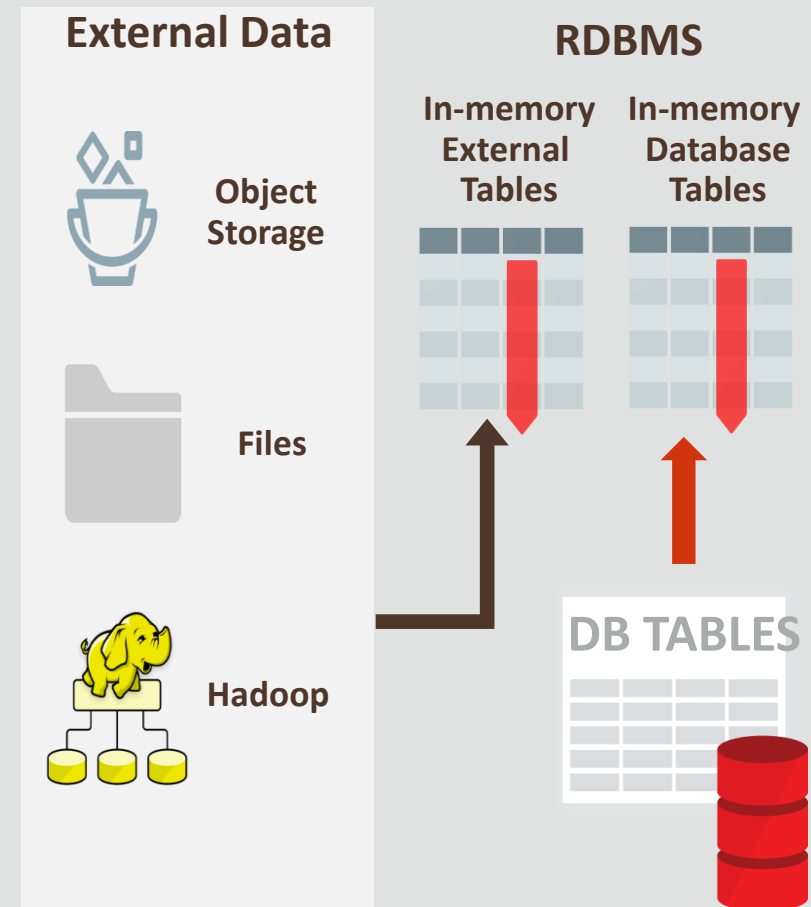 External Data
Object
Storage
Files
Hadoop
RDBMS
In-memory
External
Tables
In-memory
Database
Tables
DB TABLES